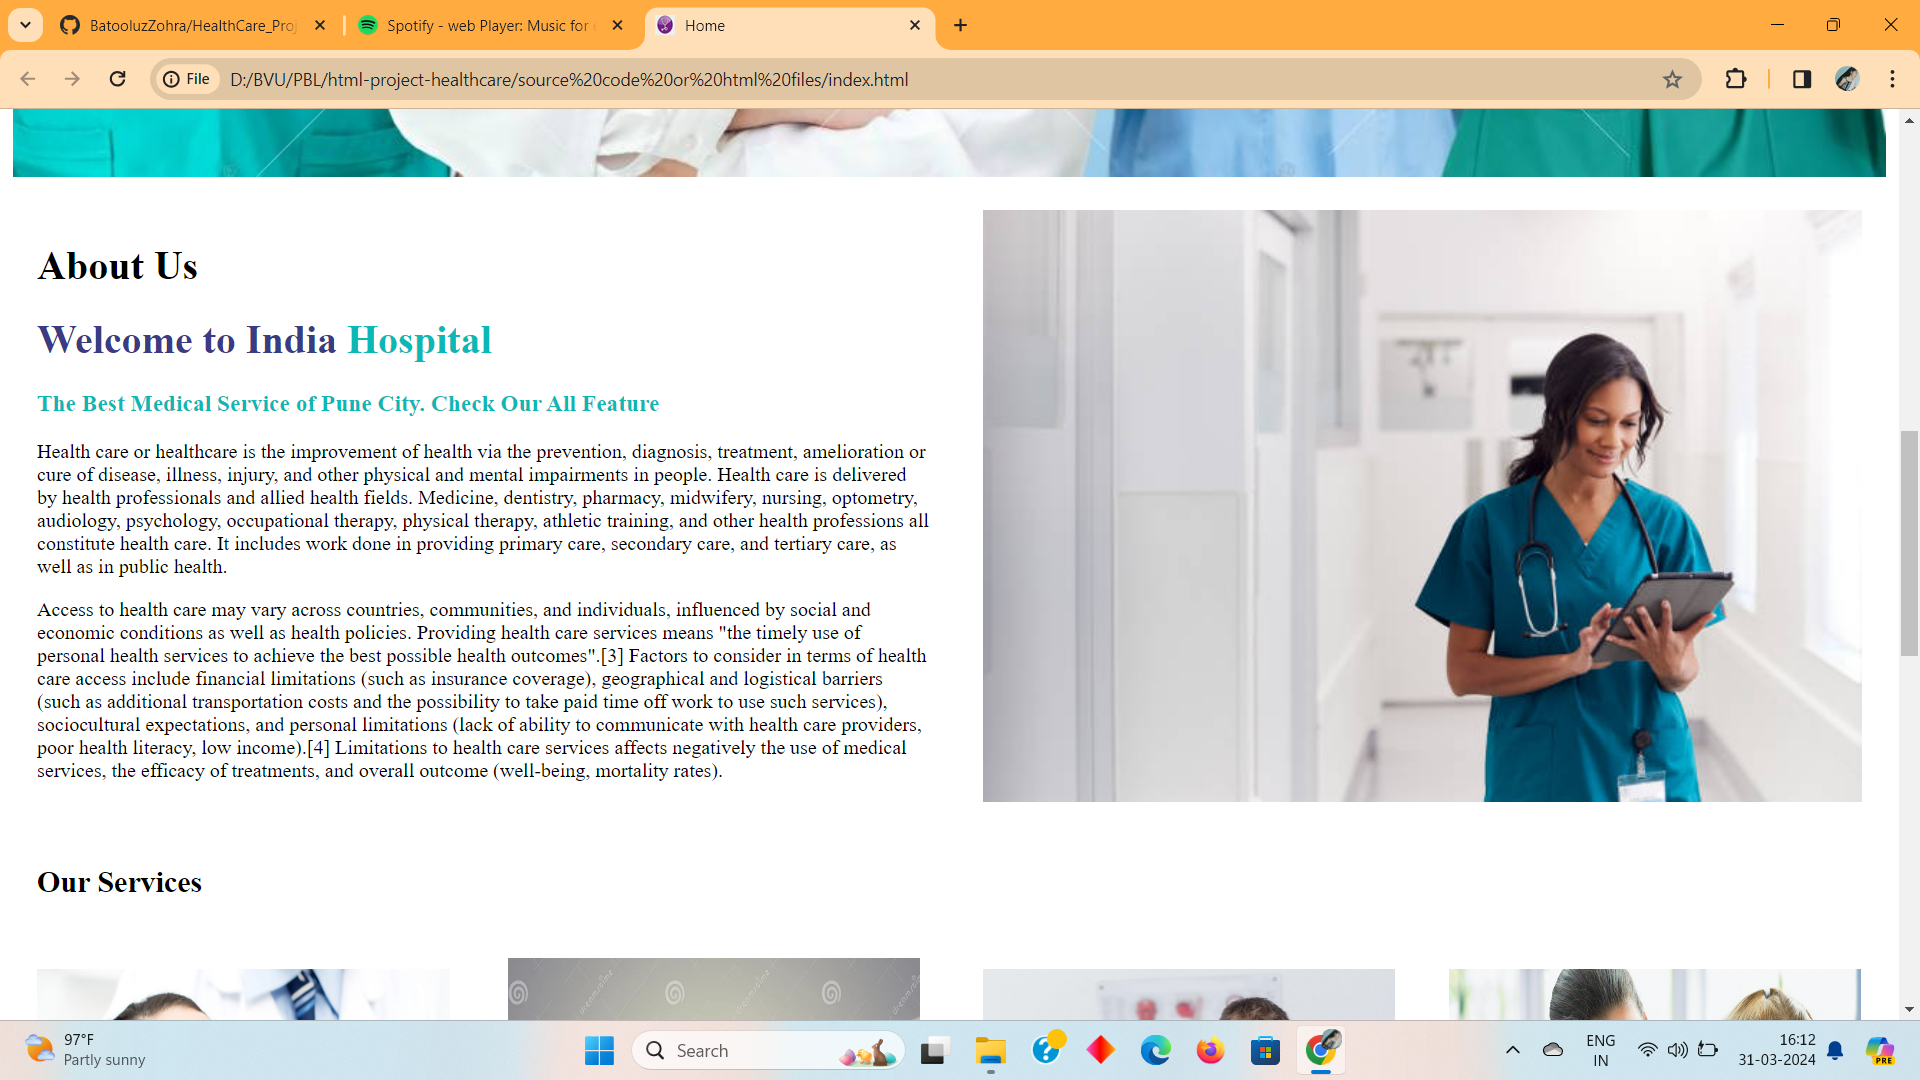 BatooluzZohra/HealthCare_Proj
Spotify - web Player: Music for
Home
File
D:/BVU/PBL/html-project-healthcare/source%20code%20or%20html%20files/index.html
About Us
Welcome to India Hospital
The Best Medical Service of Pune City. Check Our All Feature
Health care or healthcare is the improvement of health via the prevention, diagnosis, treatment, amelioration or
cure of disease, illness, injury, and other physical and mental impairments in people. Health care is delivered
by health professionals and allied health fields. Medicine, dentistry, pharmacy, midwifery, nursing, optometry,
audiology, psychology, occupational therapy, physical therapy, athletic training, and other health professions all
constitute health care. It includes work done in providing primary care, secondary care, and tertiary care, as
well as in public health.
Access to health care may vary across countries, communities, and individuals, influenced by social and
economic conditions as well as health policies. Providing health care services means "the timely use of
personal health services to achieve the best possible health outcomes".[3] Factors to consider in terms of health
care access include financial limitations (such as insurance coverage), geographical and logistical barriers
(such as additional transportation costs and the possibility to take paid time off work to use such services),
sociocultural expectations, and personal limitations (lack of ability to communicate with health care providers,
poor health literacy, low income).[4] Limitations to health care services affects negatively the use of medical
services, the efficacy of treatments, and overall outcome (well-being, mortality rates).
Our Services
dreamstime
dreamstime
dreamstime
97°F
Partly sunny
Search
ENG
IN
16:12
31-03-2024
PRE